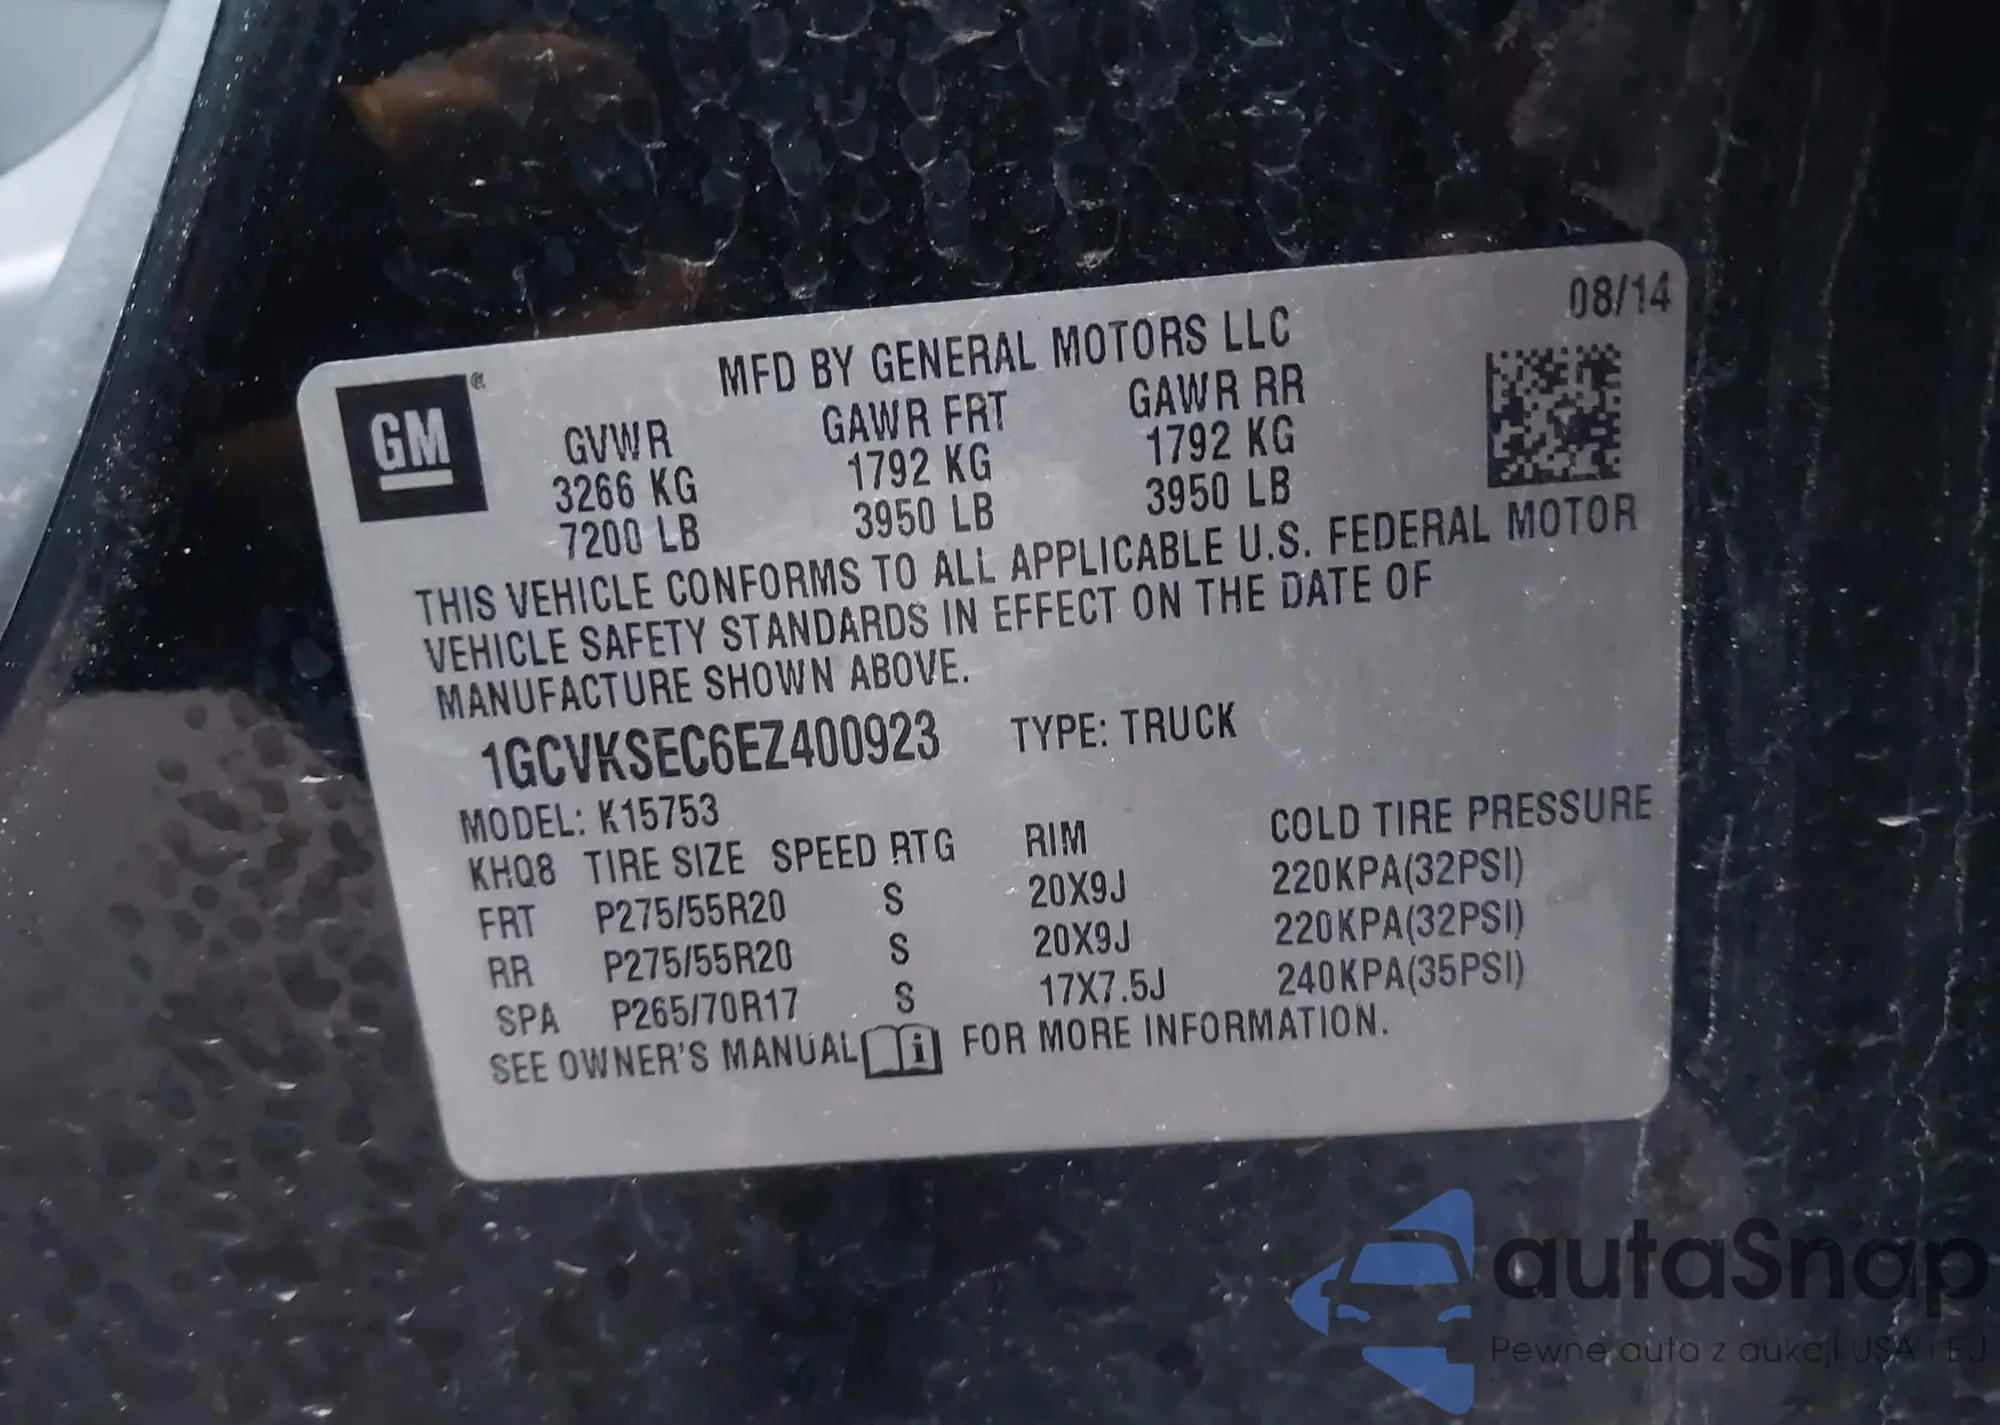 08/14
MFD BY GENERAL MOTORS LLC
GM
GVWR GAWR FRT GAWR RR
3266 KG 1792 KG 1792 KG
7200 LB 3950 LB 3950 LB
THIS VEHICLE CONFORMS TO ALL APPLICABLE U.S. FEDERAL MOTOR
VEHICLE SAFETY STANDARDS IN EFFECT ON THE DATE OF
MANUFACTURE SHOWN ABOVE.
1GCVKSEC6EZ400923 TYPE: TRUCK
MODEL: K15753
KHQ8 TIRE SIZE SPEED RTG RIM COLD TIRE PRESSURE
FRT P275/55R20 S 20X9J 220KPA(32PSI)
RR P275/55R20 S 20X9J 220KPA(32PSI)
SPA P265/70R17 S 17X7.5J 240KPA(35PSI)
SEE OWNER'S MANUAL FOR MORE INFORMATION.
autaSnap
Pewne auta z aukcji USA i EU